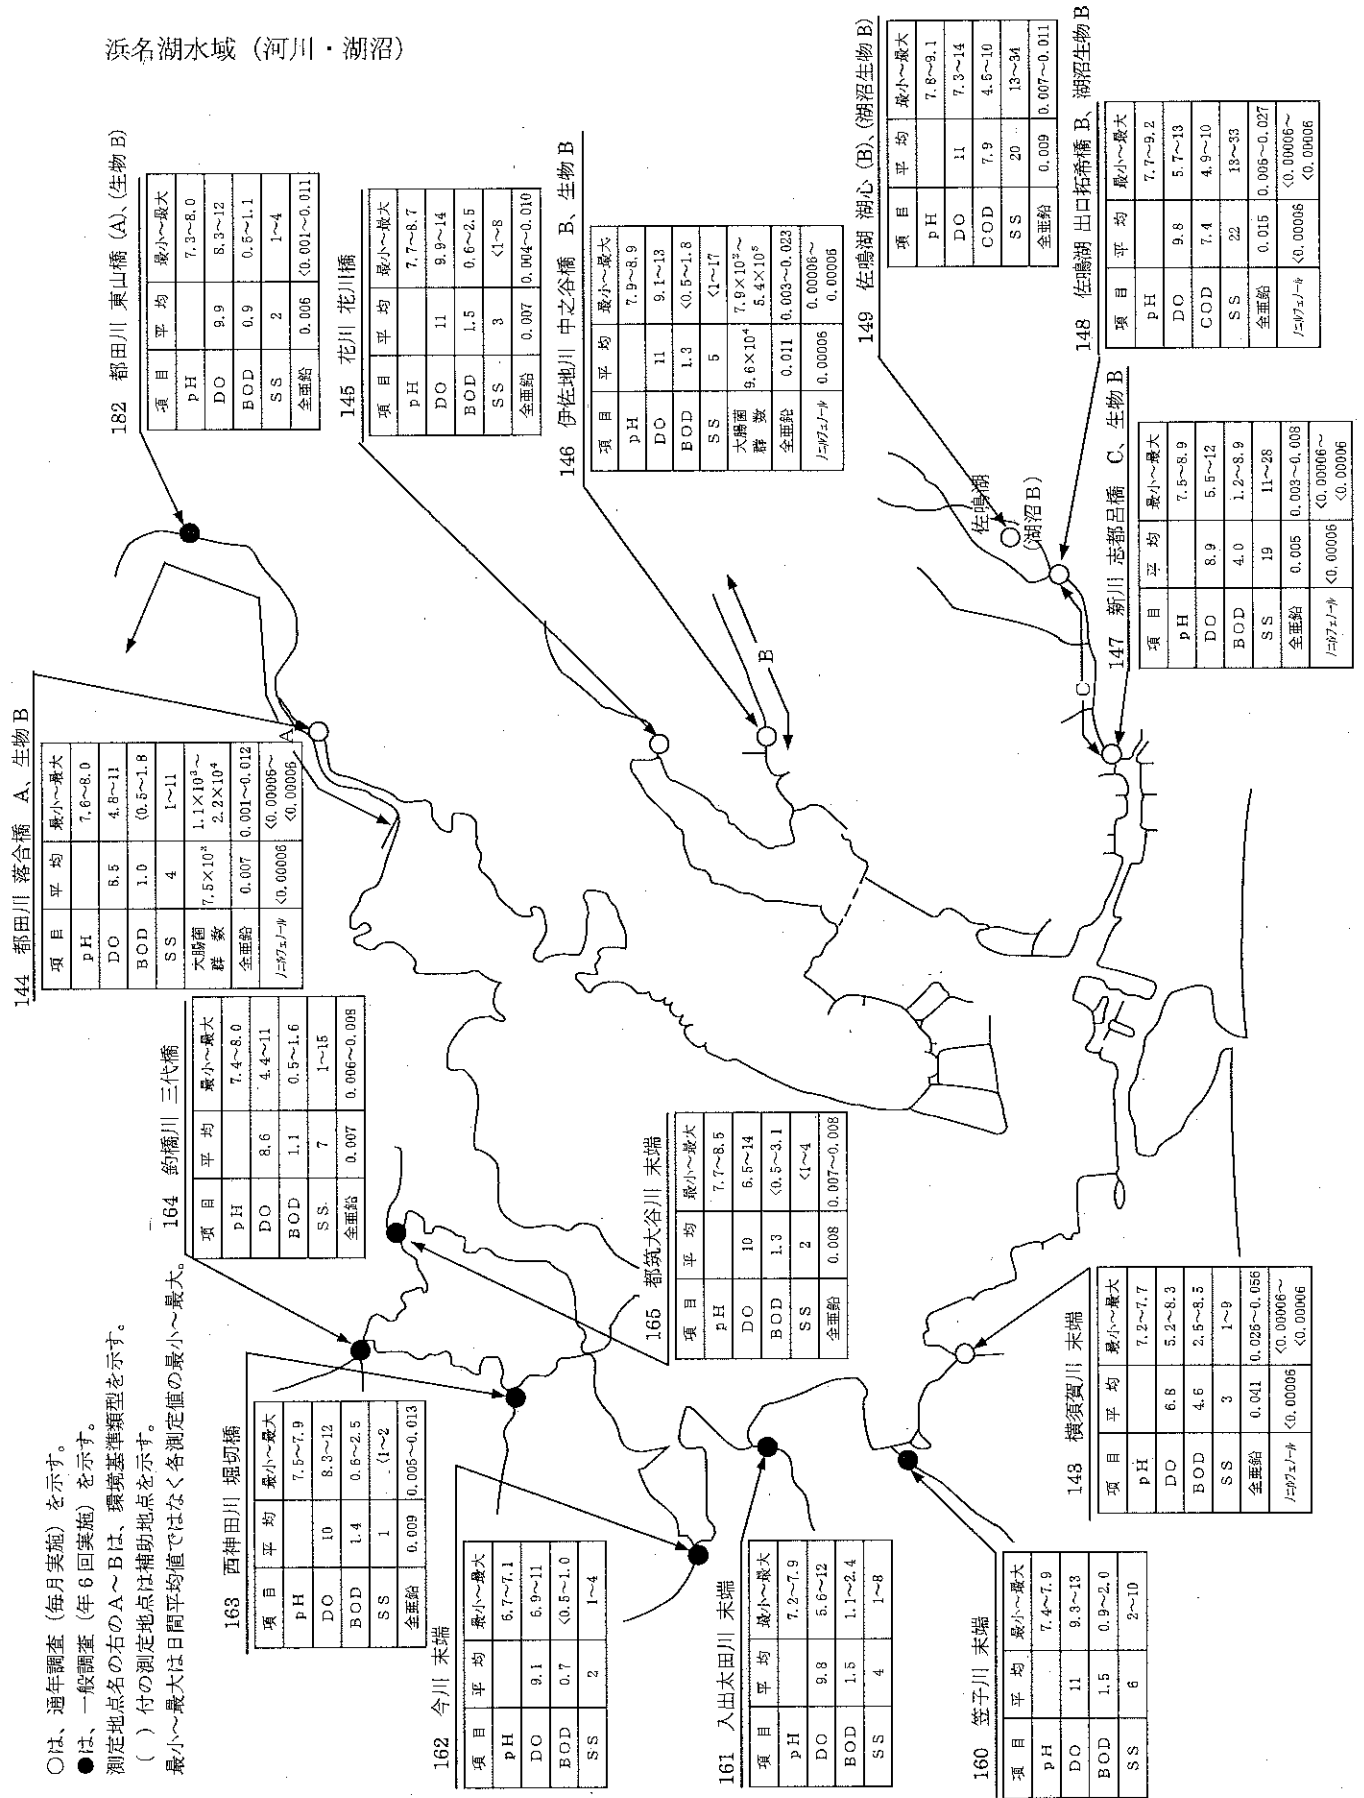 浜名湖水域（河川・湖沼）
○は、通年調査（毎月実施）を示す。
●は、一般調査（年6回実施）を示す。
測定地点名の右のA～Bは、環境基準類型を示す。
（ ）付の測定地点は補助地点を示す。
最小～最大は日間平均値ではなく各測定値の最小～最大。
144 都田川 落合橋 A、生物B
項目 平均 最小～最大
pH 7.6～8.0
DO 8.5 4.8～11
BOD 1.0 <0.5～1.8
SS 4 1～11
大腸菌群数 7.5×10³ 1.1×10³～2.2×10⁴
全亜鉛 0.007 0.001～0.012
ノニルフェノール <0.00006 <0.00006～<0.00006
182 都田川 東山橋 (A)、(生物B)
項目 平均 最小～最大
pH 7.3～8.0
DO 9.9 8.3～12
BOD 0.9 0.5～1.1
SS 2 1～4
全亜鉛 0.006 <0.001～0.011
145 花川 花川橋
項目 平均 最小～最大
pH 7.7～8.7
DO 11 9.9～14
BOD 1.5 0.6～2.5
SS 3 <1～8
全亜鉛 0.007 0.004～0.010
146 伊佐地川 中之谷橋 B、生物B
項目 平均 最小～最大
pH 7.9～8.9
DO 11 9.1～13
BOD 1.3 <0.5～1.8
SS 5 <1～17
大腸菌群数 9.6×10⁴ 7.9×10³～5.4×10⁵
全亜鉛 0.011 0.003～0.023
ノニルフェノール 0.00006 0.00006～0.00006
149 佐鳴湖 湖心 (B)、(湖沼生物B)
項目 平均 最小～最大
pH 7.8～9.1
DO 11 7.3～14
COD 7.9 4.5～10
SS 20 13～34
全亜鉛 0.009 0.007～0.011
148 佐鳴湖 出口拓希橋 B、湖沼生物B
項目 平均 最小～最大
pH 7.7～9.2
DO 9.8 5.7～13
COD 7.4 4.9～10
SS 22 13～33
全亜鉛 0.015 0.006～0.027
ノニルフェノール <0.00006 <0.00006～<0.00006
147 新川 志都呂橋 C、生物B
項目 平均 最小～最大
pH 7.5～8.9
DO 8.9 5.5～12
BOD 4.0 1.2～8.9
SS 19 11～28
全亜鉛 0.005 0.003～0.008
ノニルフェノール <0.00006 <0.00006～<0.00006
164 釣橋川 三代橋
項目 平均 最小～最大
pH 7.4～8.0
DO 8.6 4.4～11
BOD 1.1 0.5～1.6
SS 7 1～15
全亜鉛 0.007 0.006～0.008
165 都筑大谷川 末端
項目 平均 最小～最大
pH 7.7～8.5
DO 10 6.5～14
BOD 1.3 <0.5～3.1
SS 2 <1～4
全亜鉛 0.008 0.007～0.008
163 西神田川 堀切橋
項目 平均 最小～最大
pH 7.5～7.9
DO 10 8.3～12
BOD 1.4 0.6～2.5
SS 1 <1～2
全亜鉛 0.009 0.005～0.013
162 今川 末端
項目 平均 最小～最大
pH 6.7～7.1
DO 9.1 6.9～11
BOD 0.7 <0.5～1.0
SS 2 1～4
161 入出太田川 末端
項目 平均 最小～最大
pH 7.2～7.9
DO 9.8 5.6～12
BOD 1.5 1.1～2.4
SS 4 1～8
160 笠子川 末端
項目 平均 最小～最大
pH 7.4～7.9
DO 11 9.3～13
BOD 1.5 0.9～2.0
SS 6 2～10
143 横須賀川 末端
項目 平均 最小～最大
pH 7.2～7.7
DO 6.8 5.2～8.3
BOD 4.6 2.5～8.5
SS 3 1～9
全亜鉛 0.041 0.026～0.056
ノニルフェノール <0.00006 <0.00006～<0.00006
A
B
C
佐鳴湖
(湖沼B)